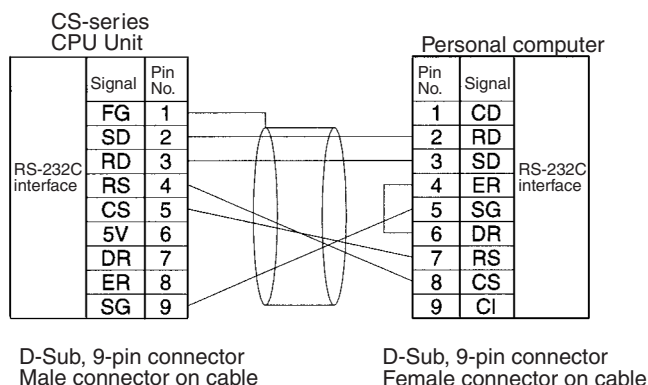 CS-series
CPU Unit
Personal computer
Signal Pin No.
Pin No. Signal
FG 1
1 CD
SD 2
2 RD
RD 3
3 SD
RS 4
4 ER
CS 5
5 SG
5V 6
6 DR
DR 7
7 RS
ER 8
8 CS
SG 9
9 CI
RS-232C
interface
RS-232C
interface
D-Sub, 9-pin connector
Male connector on cable
D-Sub, 9-pin connector
Female connector on cable